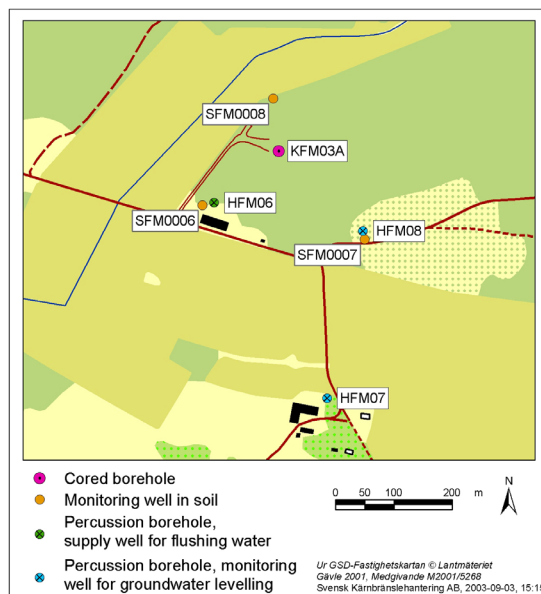 SFM0008
KFM03A
HFM06
SFM0006
HFM08
SFM0007
HFM07
Cored borehole
Monitoring well in soil
Percussion borehole,
supply well for flushing water
Percussion borehole, monitoring
well for groundwater levelling
0 50 100 200 m
N
Ur GSD-Fastighetskartan © Lantmäteriet
Gävle 2001, Medgivande M2001/5268
Svensk Kärnbränslehantering AB, 2003-09-03, 15:15